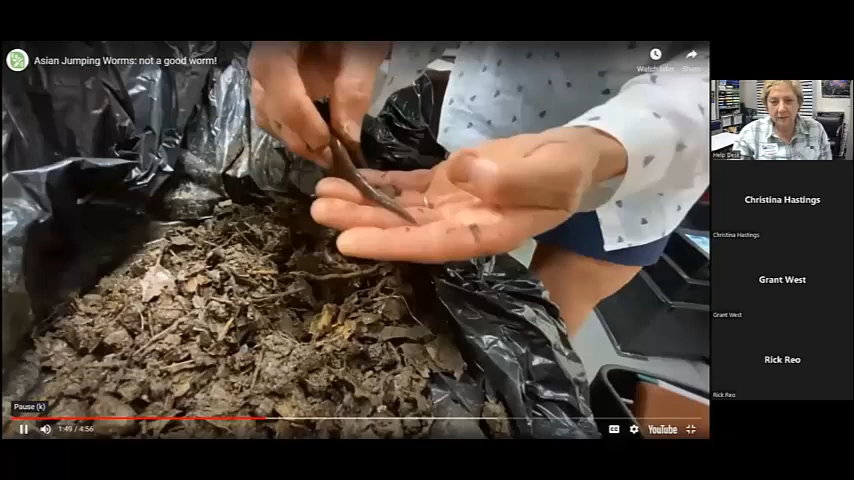 Asian Jumping Worms: not a good worm!
Watch later
Share
Help Desk
Christina Hastings
Christina Hastings
Grant West
Grant West
Rick Reo
Rick Reo
Pause (k)
1:49 / 4:56
CC
YouTube